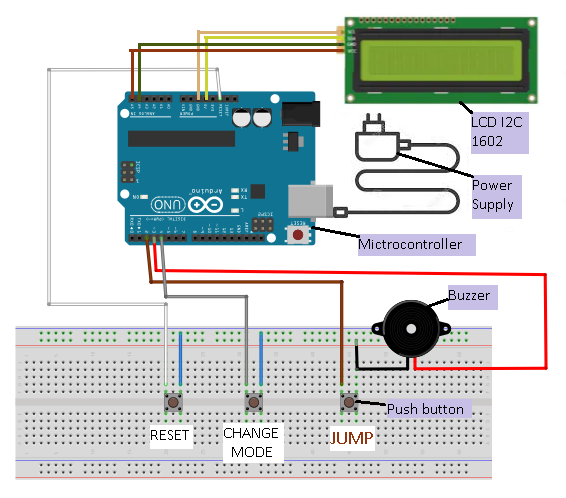 LCD I2C
1602
Power
Supply
Mictrocontroller
Buzzer
Push button
RESET
CHANGE
MODE
JUMP
Arduino
UNO
ICSP
ICSP2
ON
RX
TX
L
RESET
POWER
ANALOG IN